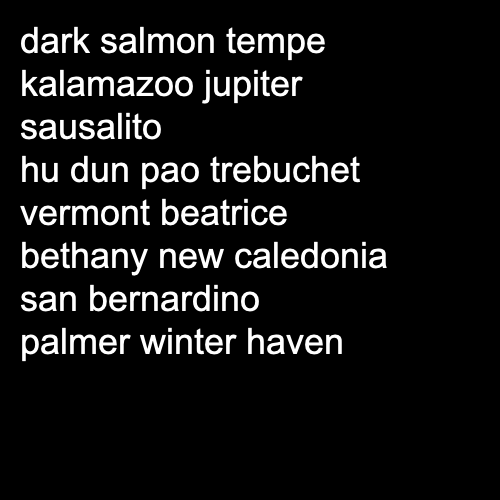 dark salmon tempe
kalamazoo jupiter
sausalito
hu dun pao trebuchet
vermont beatrice
bethany new caledonia
san bernardino
palmer winter haven